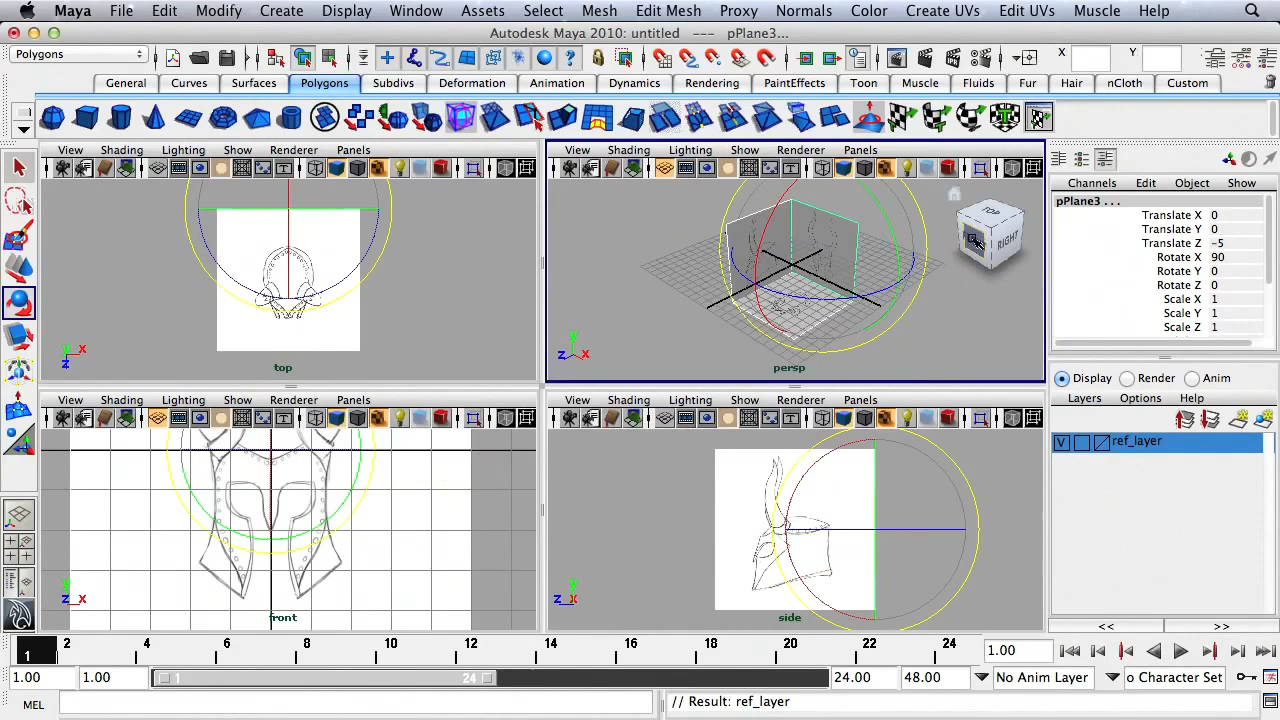 Maya File Edit Modify Create Display Window Assets Select Mesh Edit Mesh Proxy Normals Color Create UVs Edit UVs Muscle Help
Autodesk Maya 2010: untitled --- pPlane3...
Polygons X Y
General Curves Surfaces Polygons Subdivs Deformation Animation Dynamics Rendering PaintEffects Toon Muscle Fluids Fur Hair nCloth Custom
View Shading Lighting Show Renderer Panels
View Shading Lighting Show Renderer Panels
TOP
RIGHT
top
persp
View Shading Lighting Show Renderer Panels
View Shading Lighting Show Renderer Panels
front
side
Channels Edit Object Show
pPlane3 ...
Translate X 0
Translate Y 0
Translate Z -5
Rotate X 90
Rotate Y 0
Rotate Z 0
Scale X 1
Scale Y 1
Scale Z 1
Display Render Anim
Layers Options Help
V ref_layer
<< >>
1 2 4 6 8 10 12 14 16 18 20 22 24 1.00
1.00 1.00 1 24 24.00 48.00 No Anim Layer o Character Set
MEL // Result: ref_layer